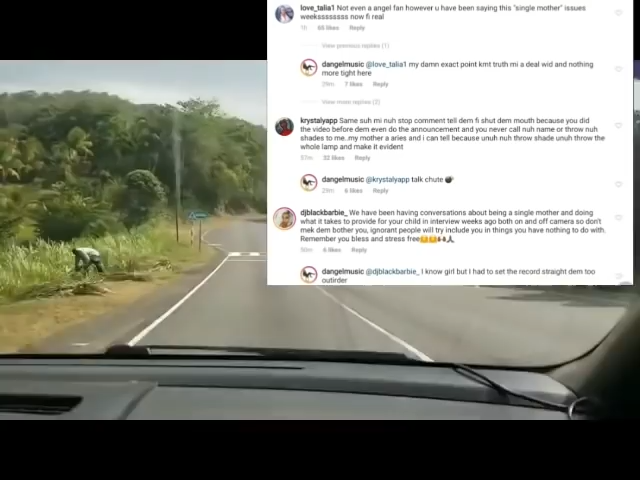 love_talia1 Not even a angel fan however u have been saying this "single mother" issues
weekssssssss now fi real
1h 65 likes Reply
View previous replies (1)
dangelmusic @love_talia1 my damn exact point kmt truth mi a deal wid and nothing
more tight here
29m 7 likes Reply
View more replies (2)
krystalyapp Same suh mi nuh stop comment tell dem fi shut dem mouth because you did
the video before dem even do the announcement and you never call nuh name or throw nuh
shades to me..my mother a aries and i can tell because unuh nuh throw shade unuh throw the
whole lamp and make it evident
57m 32 likes Reply
dangelmusic @krystalyapp talk chute 💣
29m 6 likes Reply
djblackbarbie_ We have been having conversations about being a single mother and doing
what it takes to provide for your child in interview weeks ago both on and off camera so don't
mek dem bother you, ignorant people will try include you in things you have nothing to do with.
Remember you bless and stress free
50m 6 likes Reply
dangelmusic @djblackbarbie_ I know girl but I had to set the record straight dem too
outirder